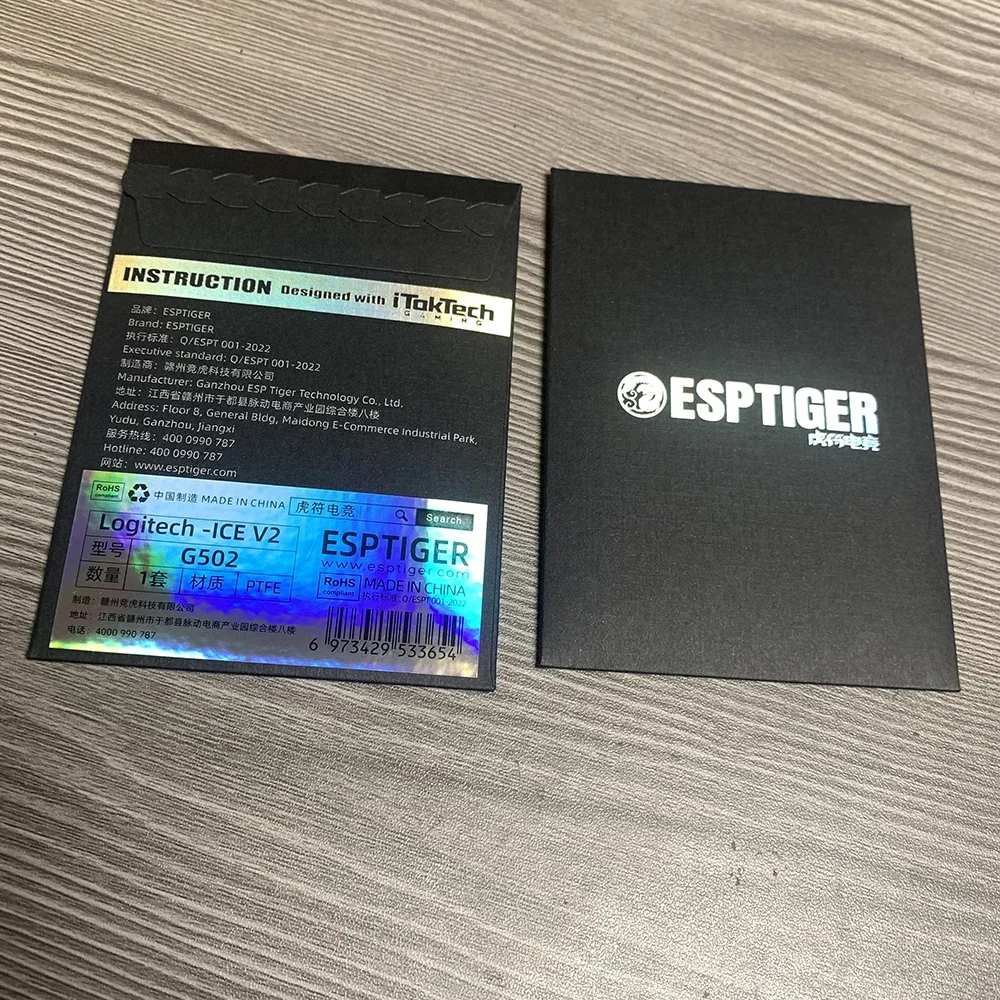 INSTRUCTION Designed with iTakTech
GAMING
品牌：ESPTIGER
Brand: ESPTIGER
执行标准：Q/ESPT 001-2022
Executive standard: Q/ESPT 001-2022
制造商：赣州竞虎科技有限公司
Manufacturer: Ganzhou ESP Tiger Technology Co., Ltd.
地址：江西省赣州市于都县脉动电商产业园综合楼八楼
Address: Floor 8, General Bldg, Maidong E-Commerce Industrial Park,
Yudu, Ganzhou, Jiangxi
服务热线：400 0990 787
Hotline: 400 0990 787
网站：www.esptiger.com
RoHS
compliant
中国制造 MADE IN CHINA
虎符电竞
Search
Logitech -ICE V2
型号 G502
数量 1套 材质 PTFE
ESPTIGER
www.esptiger.com
RoHS
compliant
MADE IN CHINA
执行标准：Q/ESPT 001-2022
制造：赣州竞虎科技有限公司
地址：江西省赣州市于都县脉动电商产业园综合楼八楼
电话：4000 990 787
6 973429 533654
ESPTIGER
虎符电竞